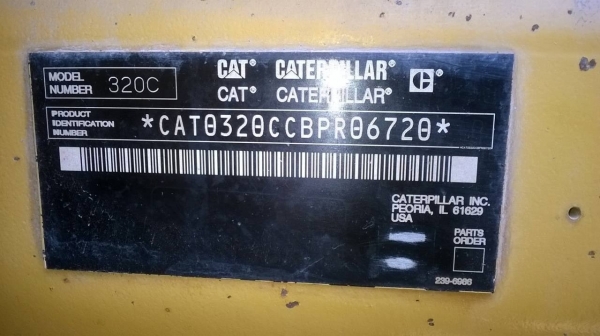 MODEL
NUMBER 320C
CAT® CATERPILLAR® C®
CAT® CATERPILLAR®
PRODUCT
IDENTIFICATION
NUMBER
*CAT0320CCBPR06720*
CATERPILLAR INC.
PEORIA, IL 61629
USA
PARTS
ORDER
239-6986